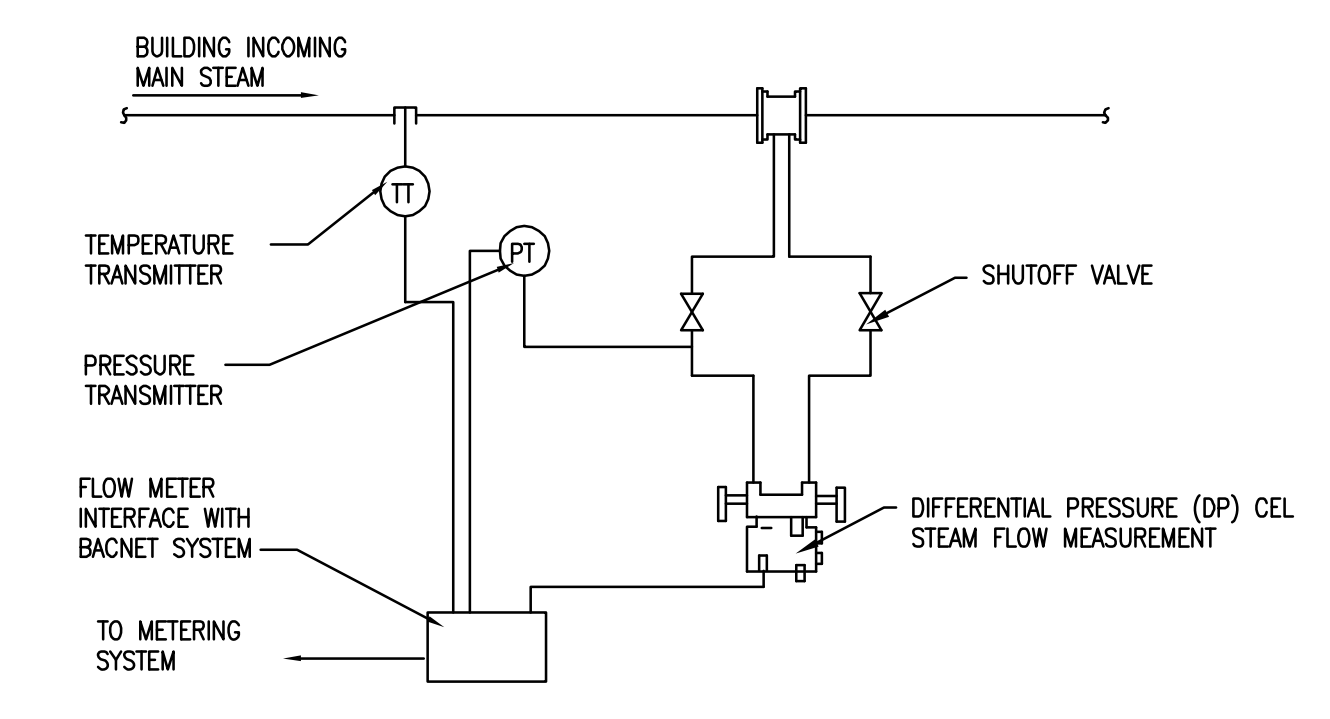 BUILDING INCOMING
MAIN STEAM
TT
TEMPERATURE
TRANSMITTER
PT
SHUTOFF VALVE
PRESSURE
TRANSMITTER
FLOW METER
INTERFACE WITH
BACNET SYSTEM
DIFFERENTIAL PRESSURE (DP) CEL
STEAM FLOW MEASUREMENT
TO METERING
SYSTEM